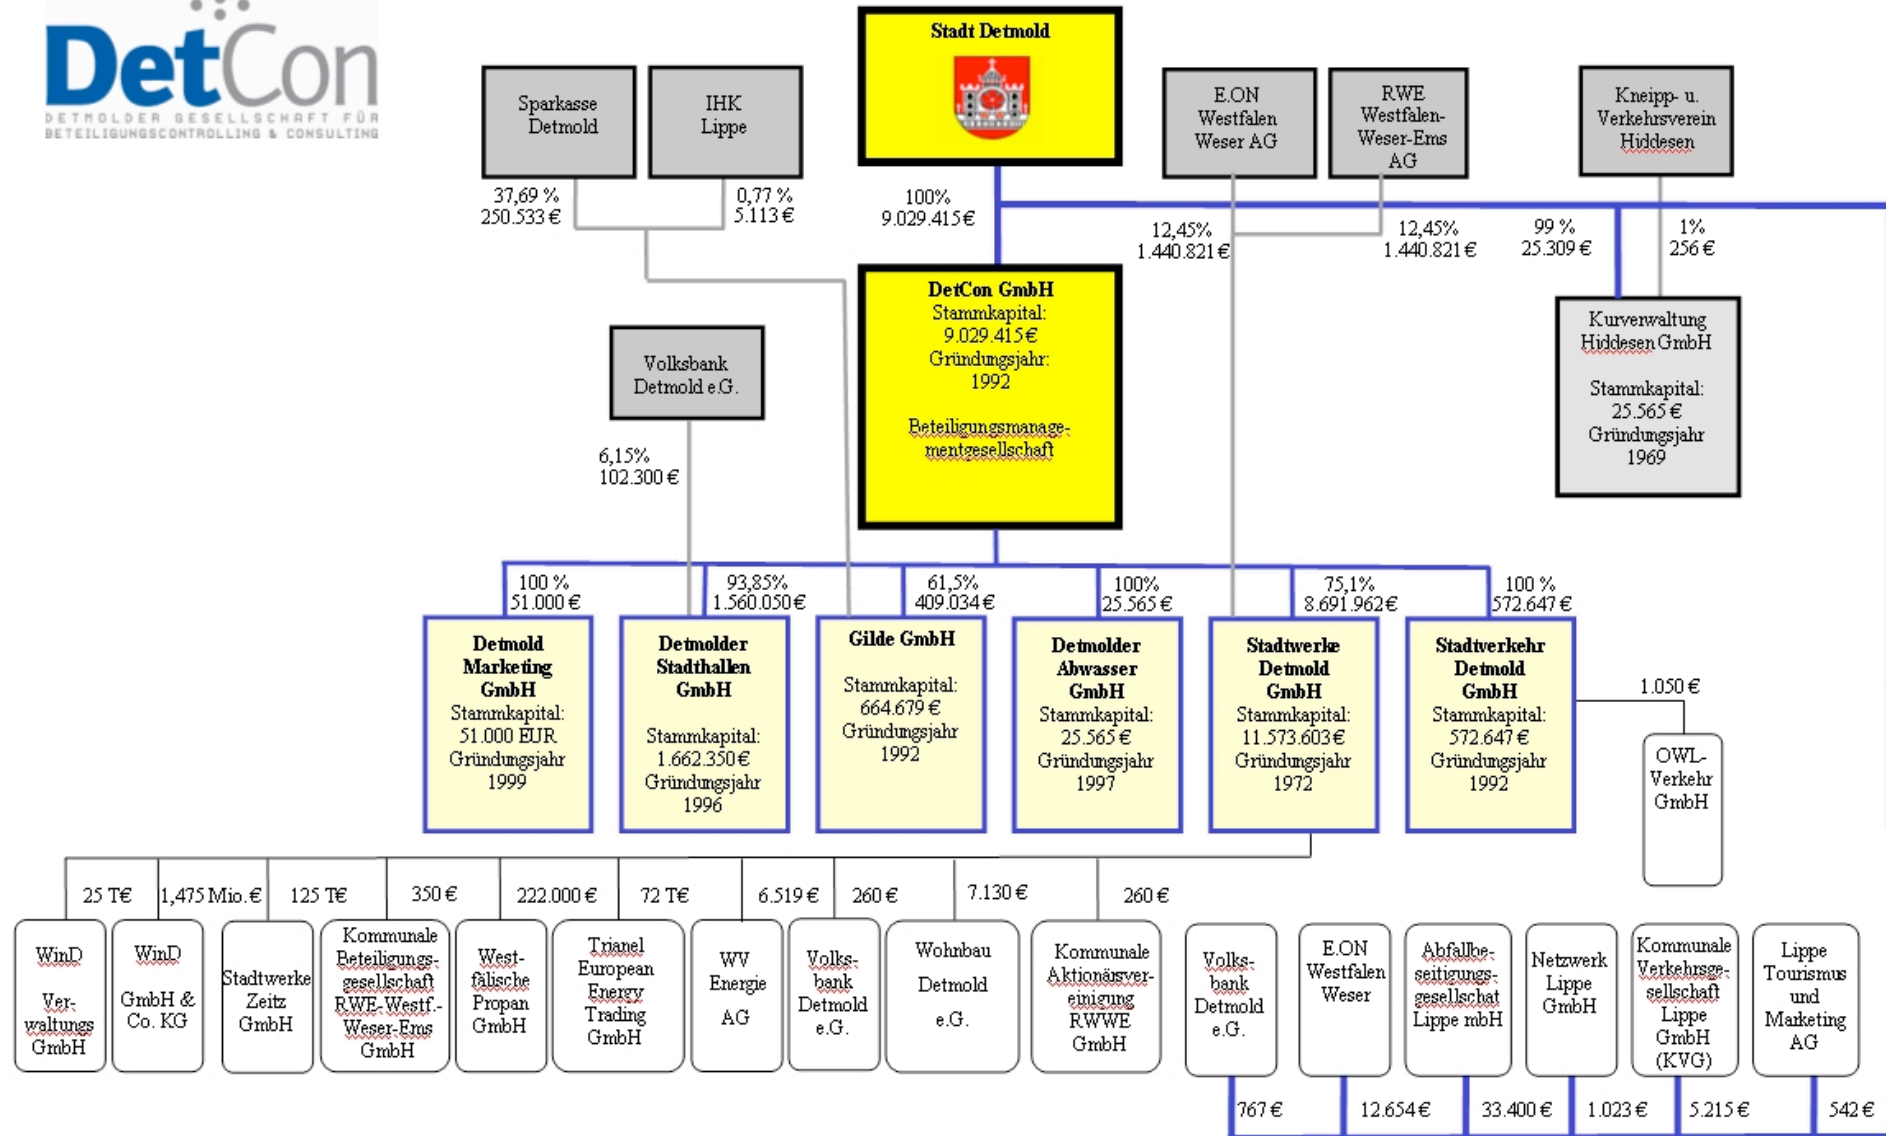 DetCon
DETMOLDER GESELLSCHAFT FÜR
BETEILIGUNGSCONTROLLING & CONSULTING
Stadt Detmold
Sparkasse
Detmold
IHK
Lippe
E.ON
Westfalen
Weser AG
RWE
Westfalen-
Weser-Ems
AG
Kneipp- u.
Verkehrsverein
Hiddesen
37,69 %
250.533 €
0,77 %
5.113 €
100%
9.029.415 €
12,45%
1.440.821 €
12,45%
1.440.821 €
99 %
25.309 €
1%
256 €
DetCon GmbH
Stammkapital:
9.029.415 €
Gründungsjahr:
1992
Beteiligungsmanage-
mentgesellschaft
Kurverwaltung
Hiddesen GmbH
Stammkapital:
25.565 €
Gründungsjahr
1969
Volksbank
Detmold e.G.
6,15%
102.300 €
100 %
51.000 €
93,85%
1.560.050 €
61,5%
409.034 €
100%
25.565 €
75,1%
8.691.962 €
100 %
572.647 €
Detmold
Marketing
GmbH
Stammkapital:
51.000 EUR
Gründungsjahr
1999
Detmolder
Stadthallen
GmbH
Stammkapital:
1.662.350 €
Gründungsjahr
1996
Gilde GmbH
Stammkapital:
664.679 €
Gründungsjahr
1992
Detmolder
Abwasser
GmbH
Stammkapital:
25.565 €
Gründungsjahr
1997
Stadtwerke
Detmold
GmbH
Stammkapital:
11.573.603 €
Gründungsjahr
1972
Stadtverkehr
Detmold
GmbH
Stammkapital:
572.647 €
Gründungsjahr
1992
1.050 €
OWL-
Verkehr
GmbH
25 T€
1,475 Mio. €
125 T€
350 €
222.000 €
72 T€
6.519 €
260 €
7.130 €
260 €
WinD
Ver-
waltungs
GmbH
WinD
GmbH &
Co. KG
Stadtwerke
Zeitz
GmbH
Kommunale
Beteiligungs-
gesellschaft
RWE-Westf.-
Weser-Ems
GmbH
West-
fälische
Propan
GmbH
Trianel
European
Energy
Trading
GmbH
WV
Energie
AG
Volks-
bank
Detmold
e.G.
Wohnbau
Detmold
e.G.
Kommunale
Aktionärsver-
einigung
RWWE
GmbH
Volks-
bank
Detmold
e.G.
E.ON
Westfalen
Weser
Abfallbe-
seitigungs-
gesellschat
Lippe mbH
Netzwerk
Lippe
GmbH
Kommunale
Verkehrsge-
sellschaft
Lippe
GmbH
(KVG)
Lippe
Tourismus
und
Marketing
AG
767 €
12.654 €
33.400 €
1.023 €
5.215 €
542 €